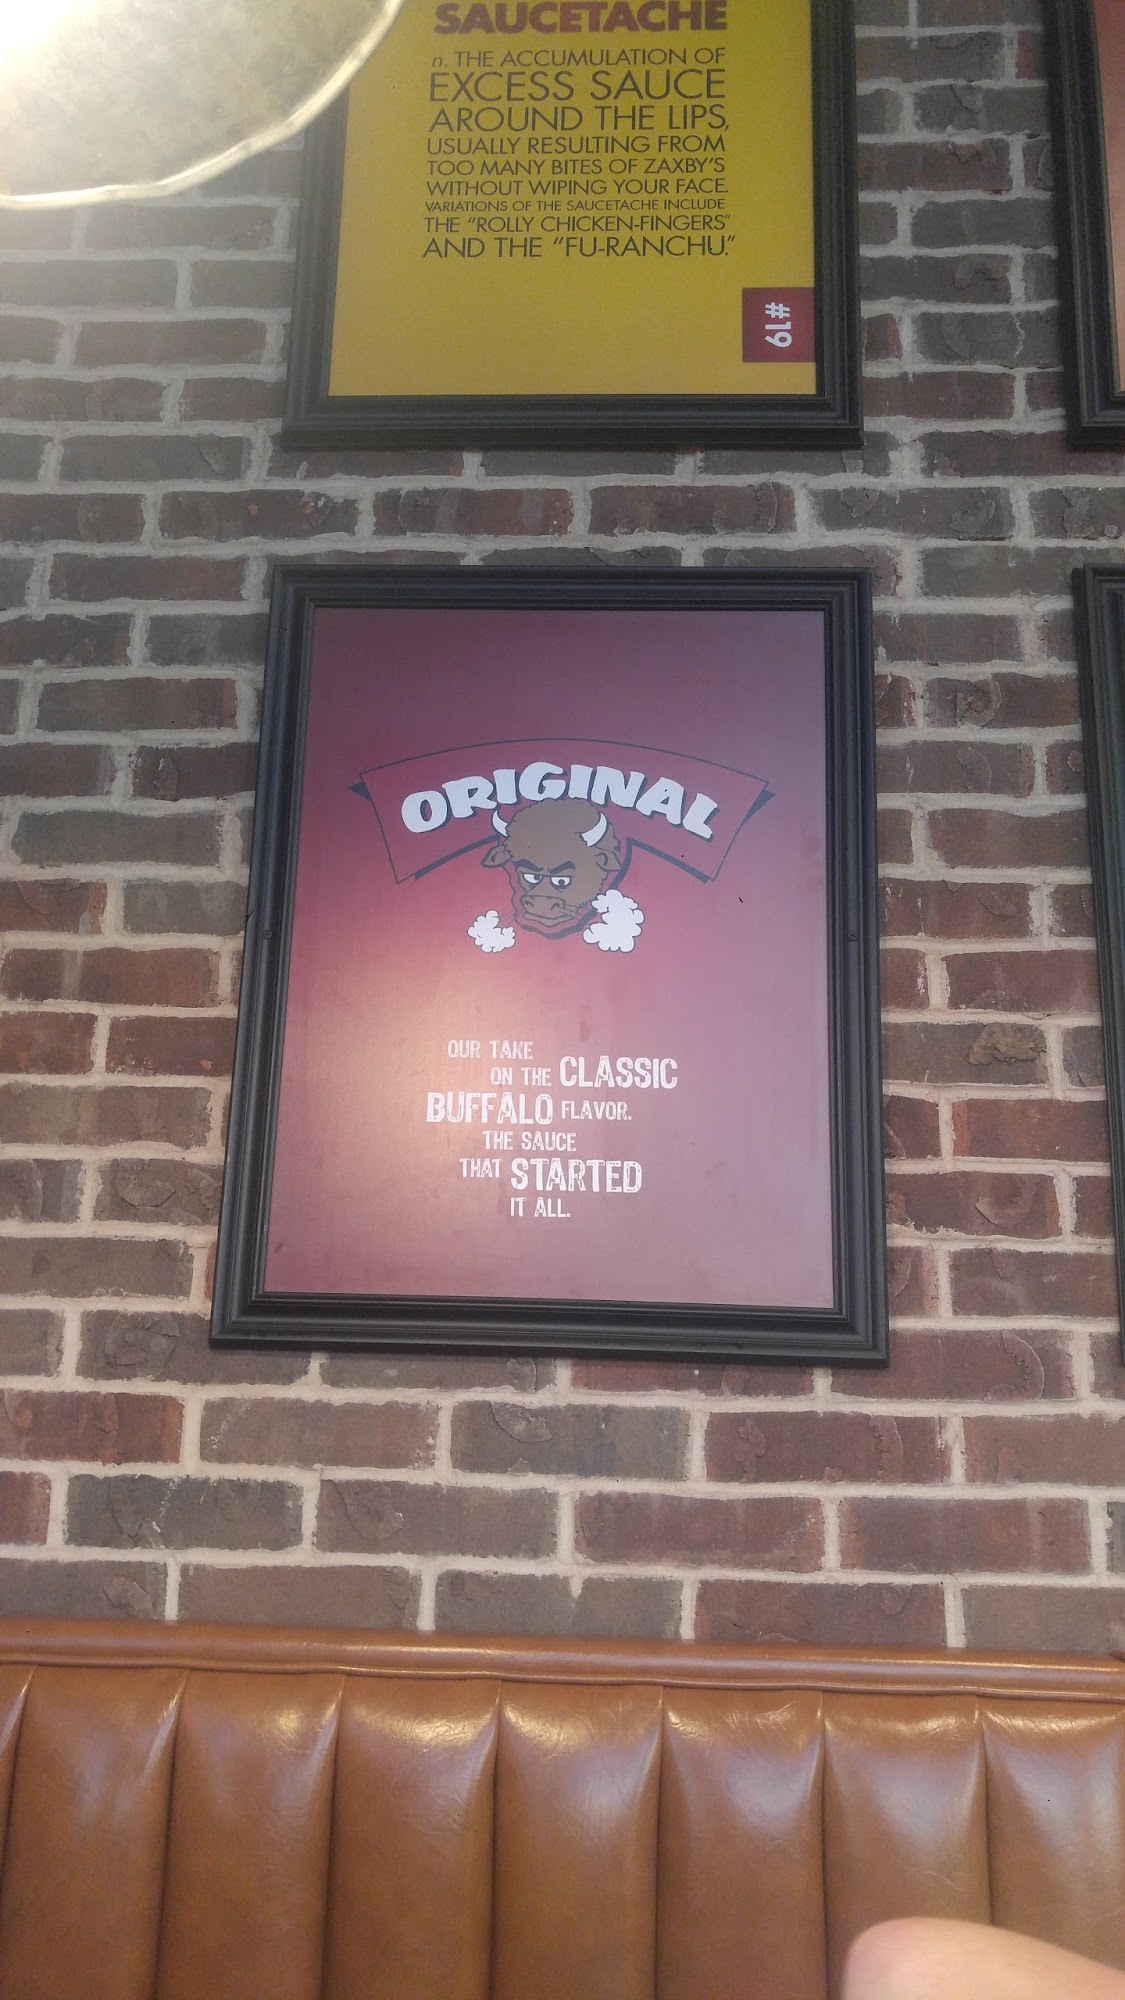 SAUCETACHE
n. THE ACCUMULATION OF
EXCESS SAUCE
AROUND THE LIPS,
USUALLY RESULTING FROM
TOO MANY BITES OF ZAXBY'S
WITHOUT WIPING YOUR FACE.
VARIATIONS OF THE SAUCETACHE INCLUDE
THE "ROLLY CHICKEN-FINGERS"
AND THE "FU-RANCHU."
#19
ORIGINAL
OUR TAKE
ON THE CLASSIC
BUFFALO FLAVOR.
THE SAUCE
THAT STARTED
IT ALL.